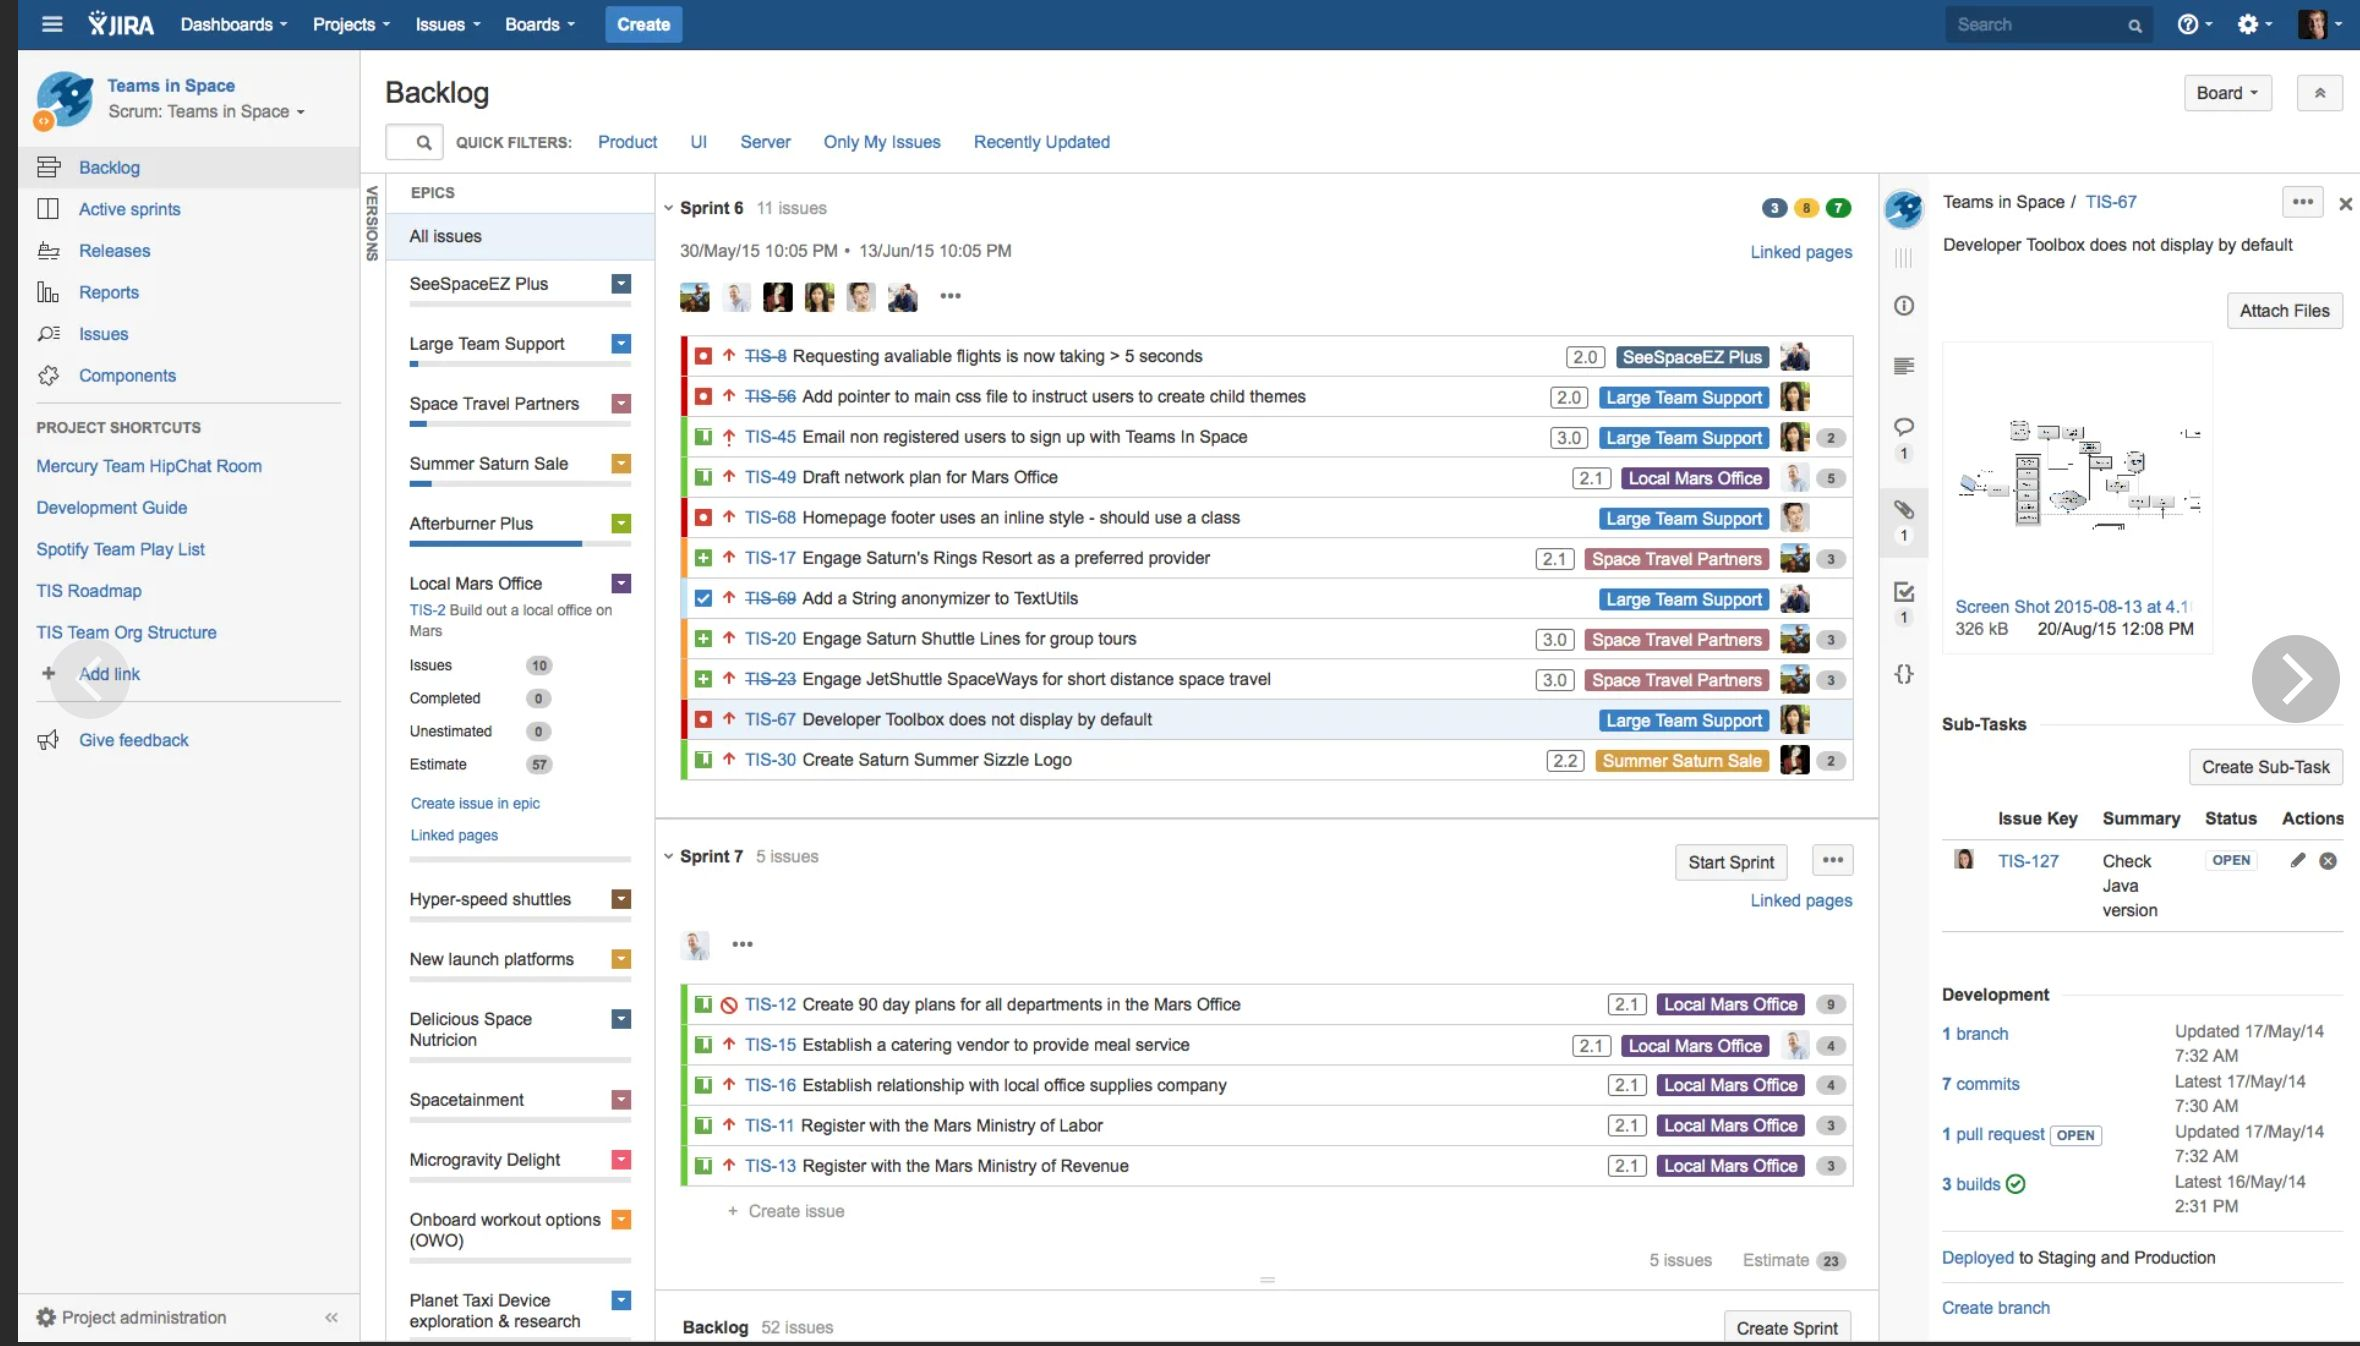 JIRA Dashboards Projects Issues Boards Create Search
Teams in Space
Scrum: Teams in Space
Backlog
Active sprints
Releases
Reports
Issues
Components
PROJECT SHORTCUTS
Mercury Team HipChat Room
Development Guide
Spotify Team Play List
TIS Roadmap
TIS Team Org Structure
+ Add link
Give feedback
Project administration
Backlog
Board
QUICK FILTERS: Product UI Server Only My Issues Recently Updated
VERSIONS
EPICS
All issues
SeeSpaceEZ Plus
Large Team Support
Space Travel Partners
Summer Saturn Sale
Afterburner Plus
Local Mars Office
TIS-2 Build out a local office on
Mars
Issues 10
Completed 0
Unestimated 0
Estimate 57
Create issue in epic
Linked pages
Hyper-speed shuttles
New launch platforms
Delicious Space
Nutricion
Spacetainment
Microgravity Delight
Onboard workout options
(OWO)
Planet Taxi Device
exploration & research
Sprint 6 11 issues 3 8 7
30/May/15 10:05 PM • 13/Jun/15 10:05 PM Linked pages
TIS-8 Requesting avaliable flights is now taking > 5 seconds 2.0 SeeSpaceEZ Plus
TIS-56 Add pointer to main css file to instruct users to create child themes 2.0 Large Team Support
TIS-45 Email non registered users to sign up with Teams In Space 3.0 Large Team Support 2
TIS-49 Draft network plan for Mars Office 2.1 Local Mars Office 5
TIS-68 Homepage footer uses an inline style - should use a class Large Team Support
TIS-17 Engage Saturn's Rings Resort as a preferred provider 2.1 Space Travel Partners 3
TIS-69 Add a String anonymizer to TextUtils Large Team Support
TIS-20 Engage Saturn Shuttle Lines for group tours 3.0 Space Travel Partners 3
TIS-23 Engage JetShuttle SpaceWays for short distance space travel 3.0 Space Travel Partners 3
TIS-67 Developer Toolbox does not display by default Large Team Support
TIS-30 Create Saturn Summer Sizzle Logo 2.2 Summer Saturn Sale 2
Sprint 7 5 issues Start Sprint
Linked pages
TIS-12 Create 90 day plans for all departments in the Mars Office 2.1 Local Mars Office 9
TIS-15 Establish a catering vendor to provide meal service 2.1 Local Mars Office 4
TIS-16 Establish relationship with local office supplies company 2.1 Local Mars Office 4
TIS-11 Register with the Mars Ministry of Labor 2.1 Local Mars Office 3
TIS-13 Register with the Mars Ministry of Revenue 2.1 Local Mars Office 3
+ Create issue
5 issues Estimate 23
Backlog 52 issues Create Sprint
1
1
1
Teams in Space / TIS-67
Developer Toolbox does not display by default
Attach Files
Screen Shot 2015-08-13 at 4.1
326 kB 20/Aug/15 12:08 PM
Sub-Tasks
Create Sub-Task
Issue Key Summary Status Actions
TIS-127 Check OPEN
Java
version
Development
1 branch Updated 17/May/14
7:32 AM
7 commits Latest 17/May/14
7:30 AM
1 pull request OPEN Updated 17/May/14
7:32 AM
3 builds Latest 16/May/14
2:31 PM
Deployed to Staging and Production
Create branch